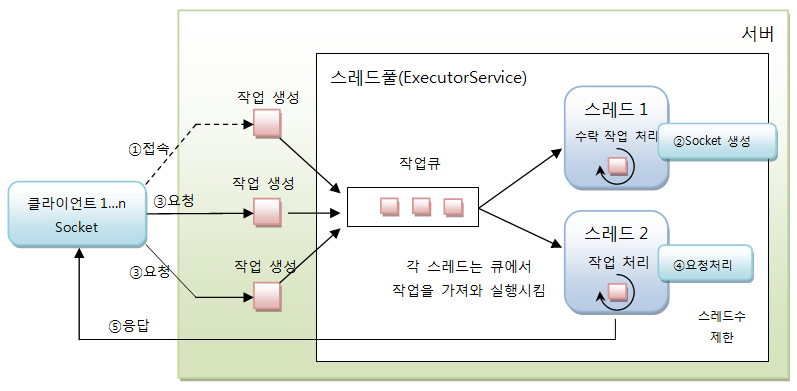 서버
스레드풀(ExecutorService)
작업 생성
①접속
클라이언트 1...n
Socket
③요청
작업 생성
③요청
작업 생성
작업큐
각 스레드는 큐에서
작업을 가져와 실행시킴
스레드 1
수락 작업 처리
②Socket 생성
스레드 2
작업 처리
④요청처리
스레드수
제한
⑤응답